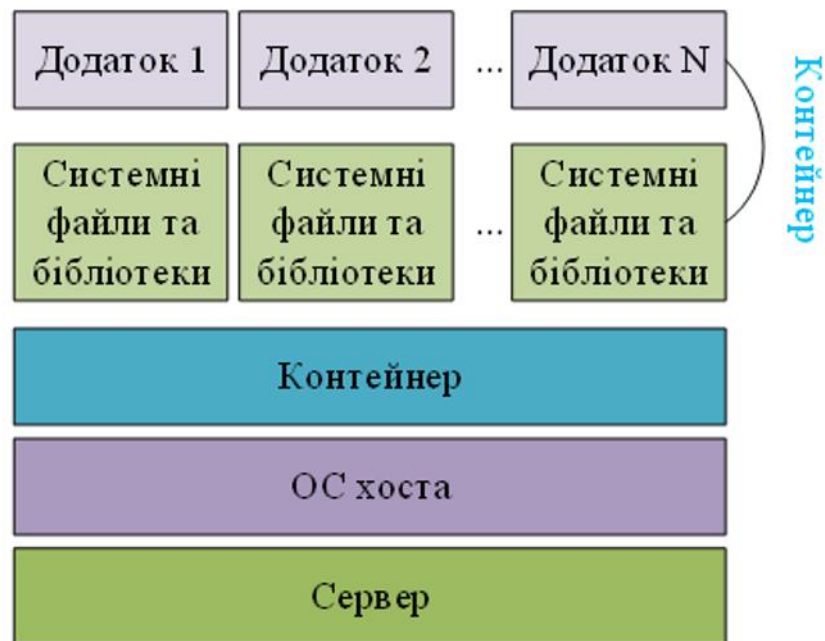 Додаток 1
Додаток 2
...
Додаток N
Системні
файли та
бібліотеки
Системні
файли та
бібліотеки
...
Системні
файли та
бібліотеки
Контейнер
Контейнер
ОС хоста
Сервер